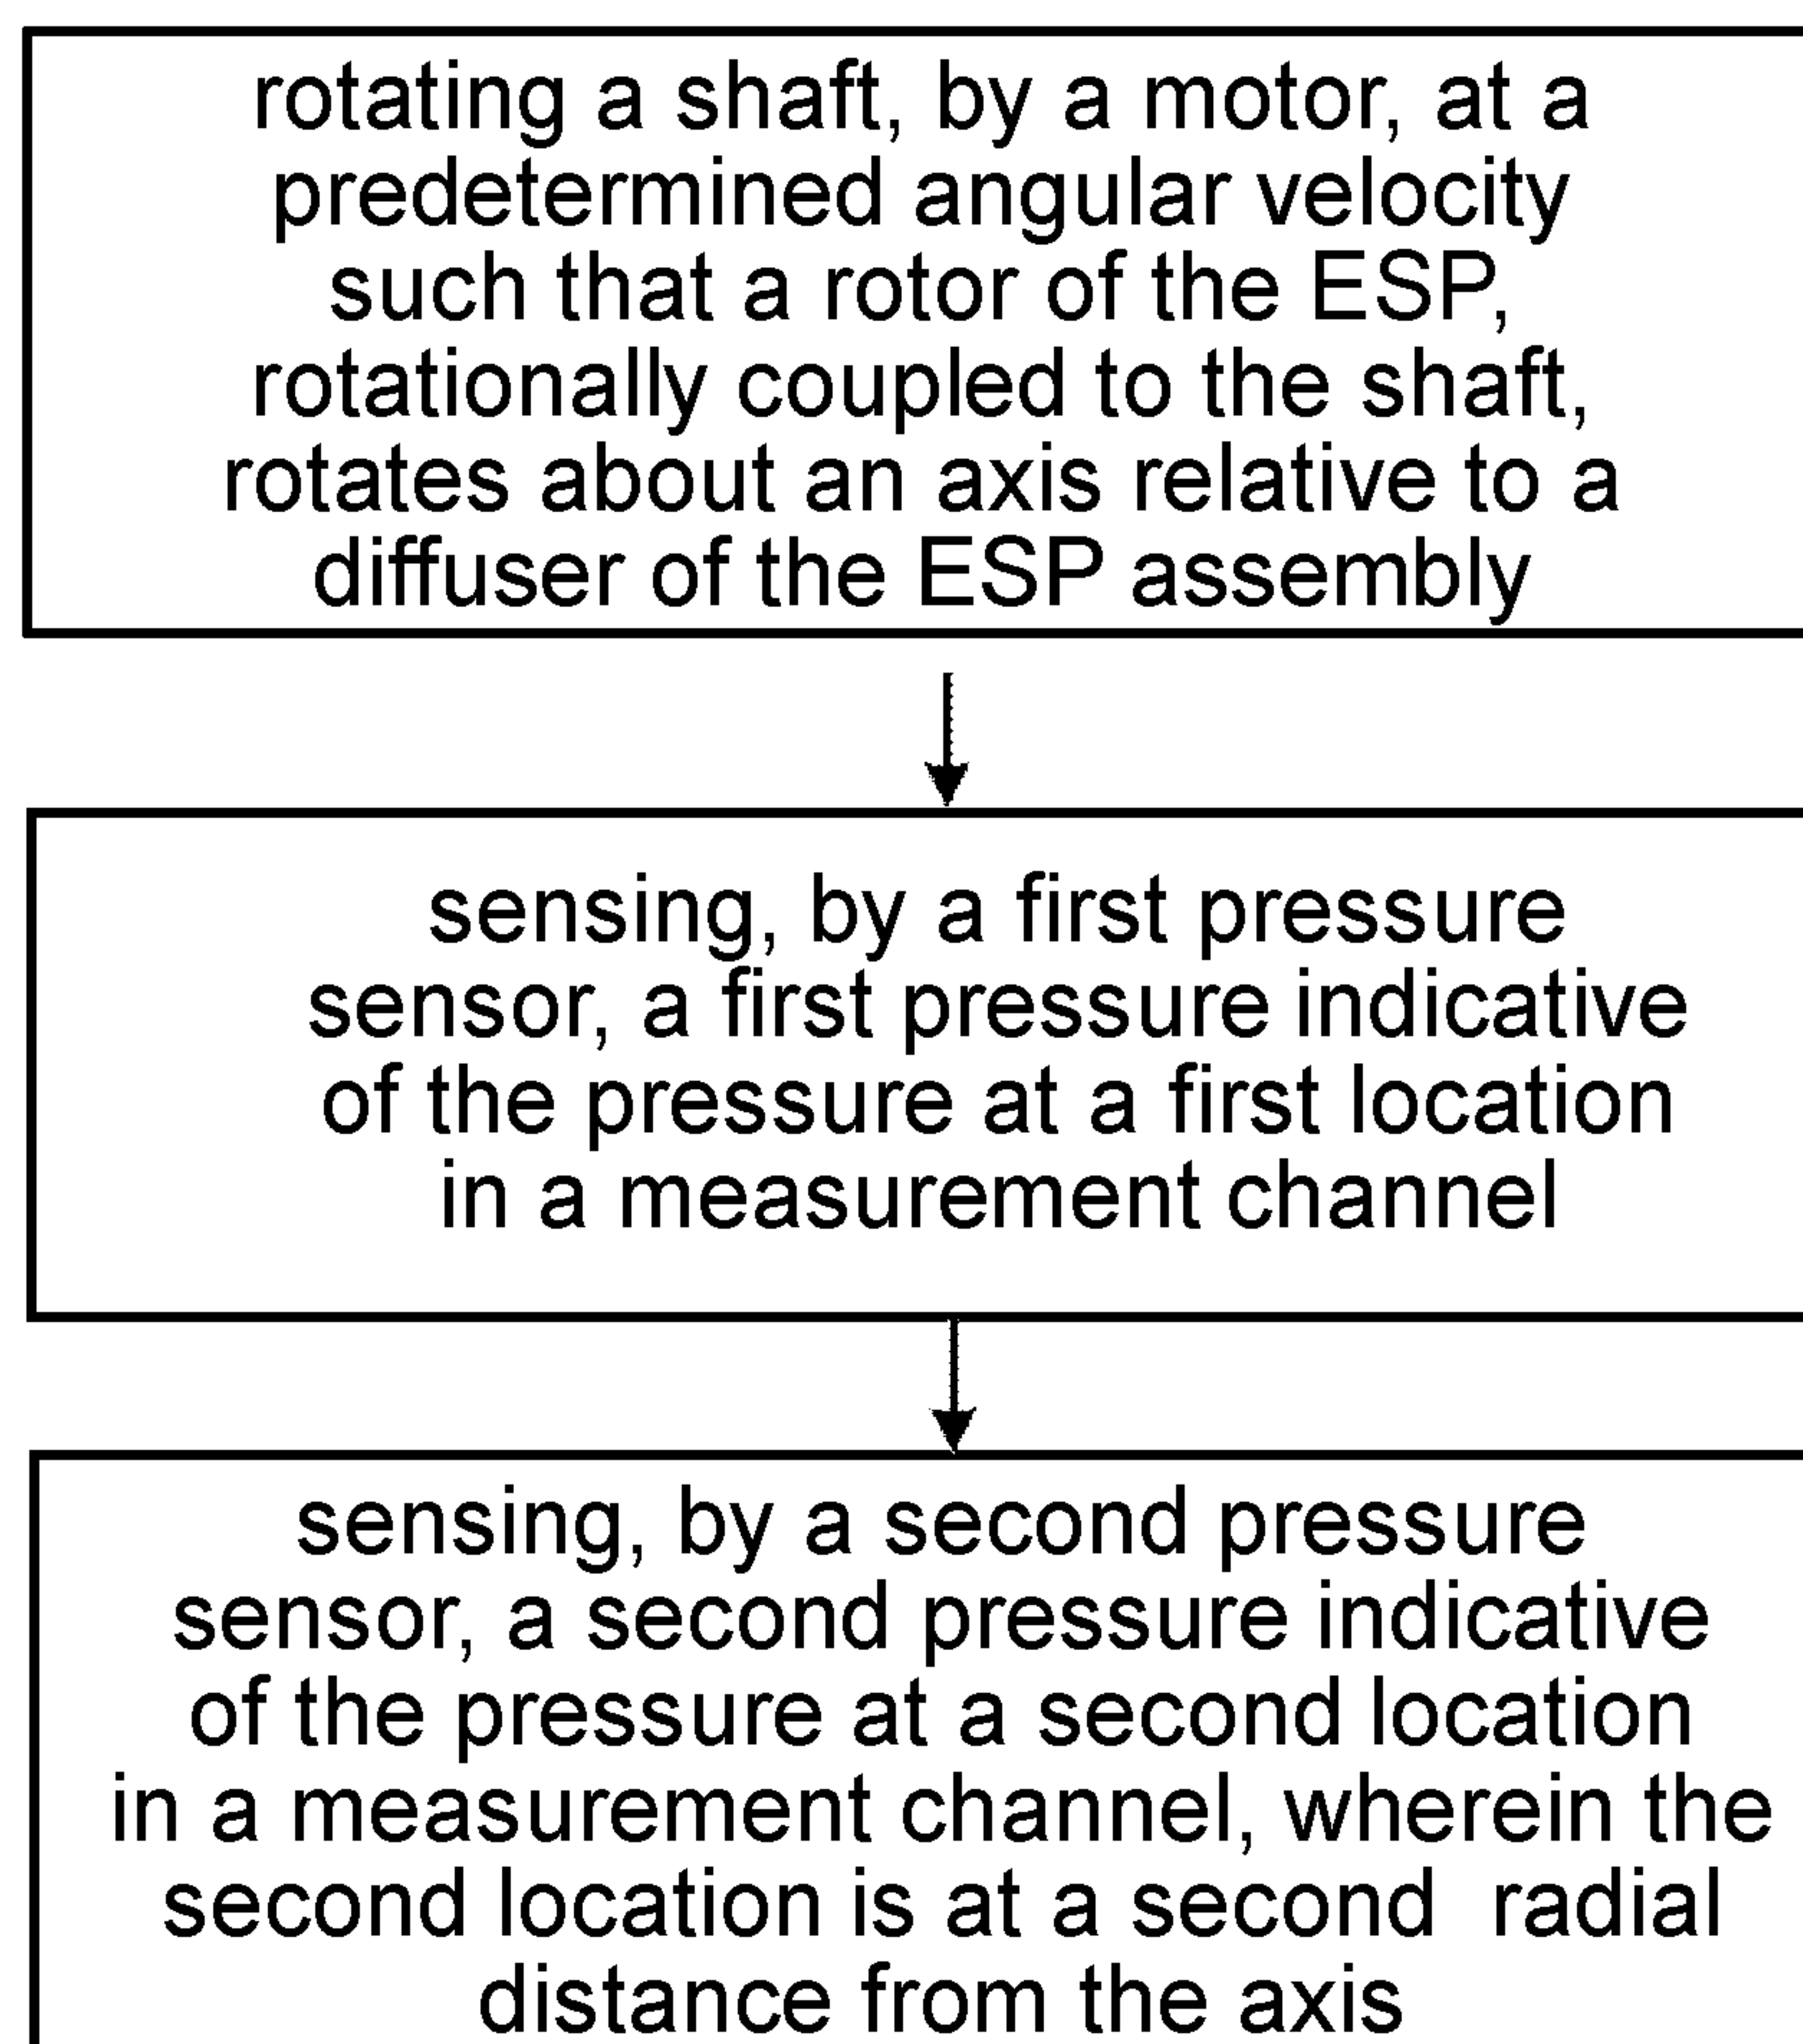 rotating a shaft, by a motor, at a
predetermined angular velocity
such that a rotor of the ESP,
rotationally coupled to the shaft,
rotates about an axis relative to a
diffuser of the ESP assembly
sensing, by a first pressure
sensor, a first pressure indicative
of the pressure at a first location
in a measurement channel
sensing, by a second pressure
sensor, a second pressure indicative
of the pressure at a second location
in a measurement channel, wherein the
second location is at a second radial
distance from the axis